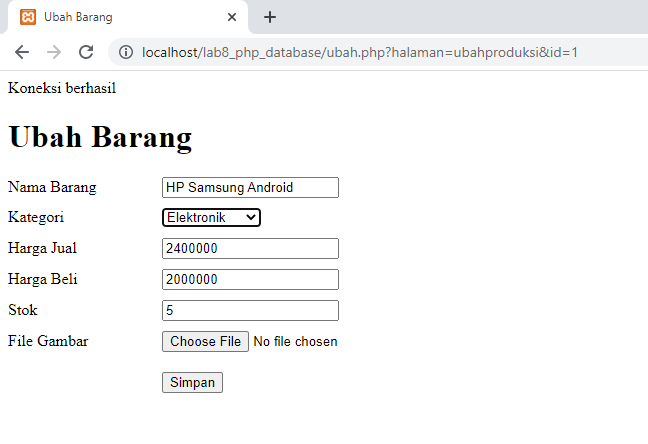 Ubah Barang
localhost/lab8_php_database/ubah.php?halaman=ubahproduksi&id=1
Koneksi berhasil
Ubah Barang
Nama Barang HP Samsung Android
Kategori Elektronik
Harga Jual 2400000
Harga Beli 2000000
Stok 5
File Gambar Choose File No file chosen
Simpan